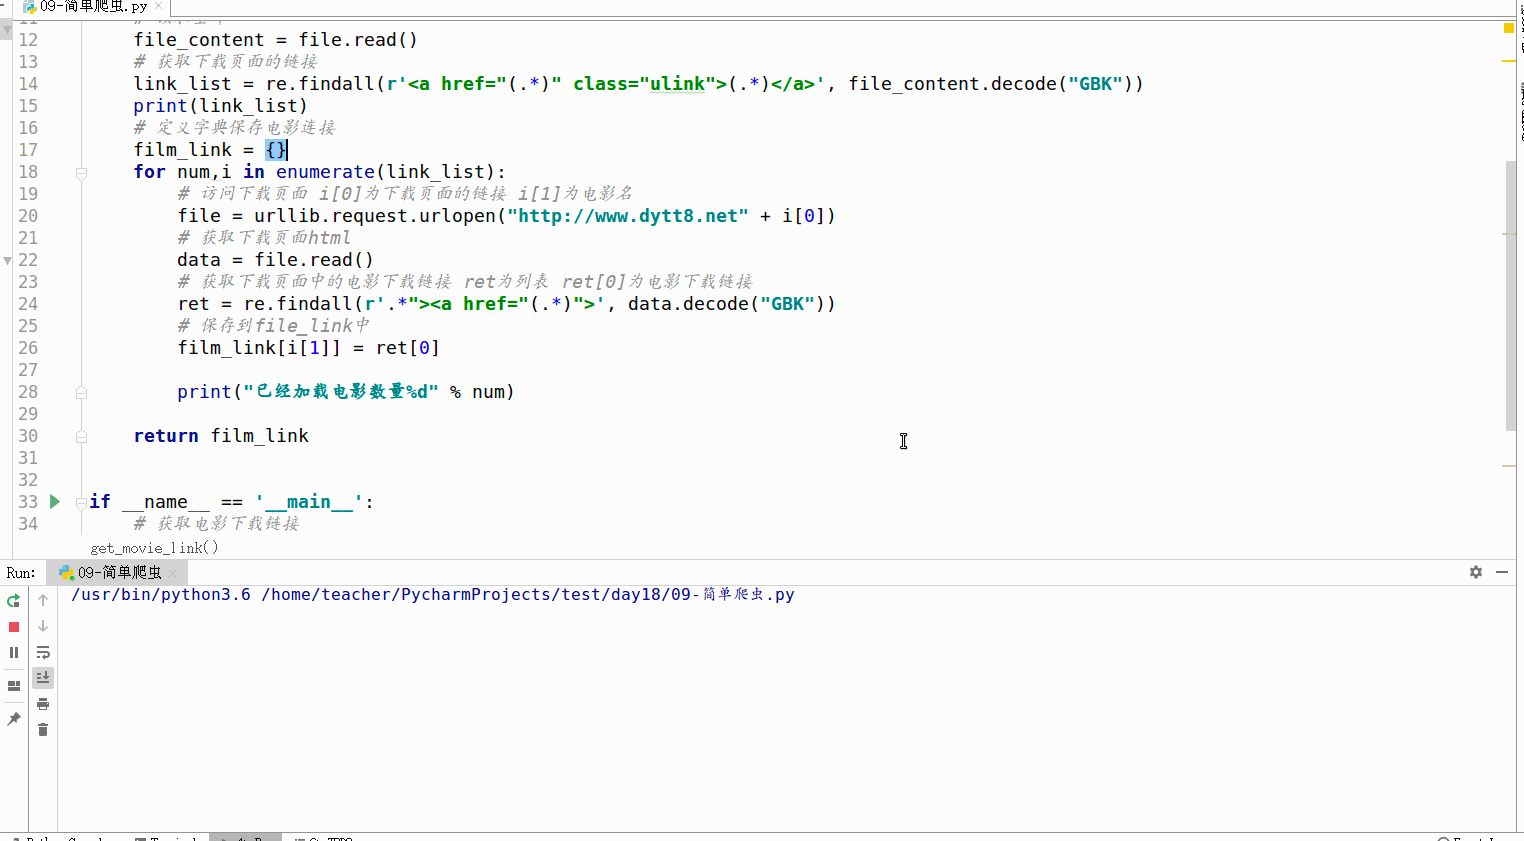 09-简单爬虫.py
12 file_content = file.read()
13 # 获取下载页面的链接
14 link_list = re.findall(r'<a href="(.*)" class="ulink">(.*)</a>', file_content.decode("GBK"))
15 print(link_list)
16 # 定义字典保存电影连接
17 film_link = {}
18 for num,i in enumerate(link_list):
19 # 访问下载页面 i[0]为下载页面的链接 i[1]为电影名
20 file = urllib.request.urlopen("http://www.dytt8.net" + i[0])
21 # 获取下载页面html
22 data = file.read()
23 # 获取下载页面中的电影下载链接 ret为列表 ret[0]为电影下载链接
24 ret = re.findall(r'.*"><a href="(.*)">', data.decode("GBK"))
25 # 保存到file_link中
26 film_link[i[1]] = ret[0]
27
28 print("已经加载电影数量%d" % num)
29
30 return film_link
31
32
33 if __name__ == '__main__':
34 # 获取电影下载链接
get_movie_link()
Run: 09-简单爬虫
/usr/bin/python3.6 /home/teacher/PycharmProjects/test/day18/09-简单爬虫.py